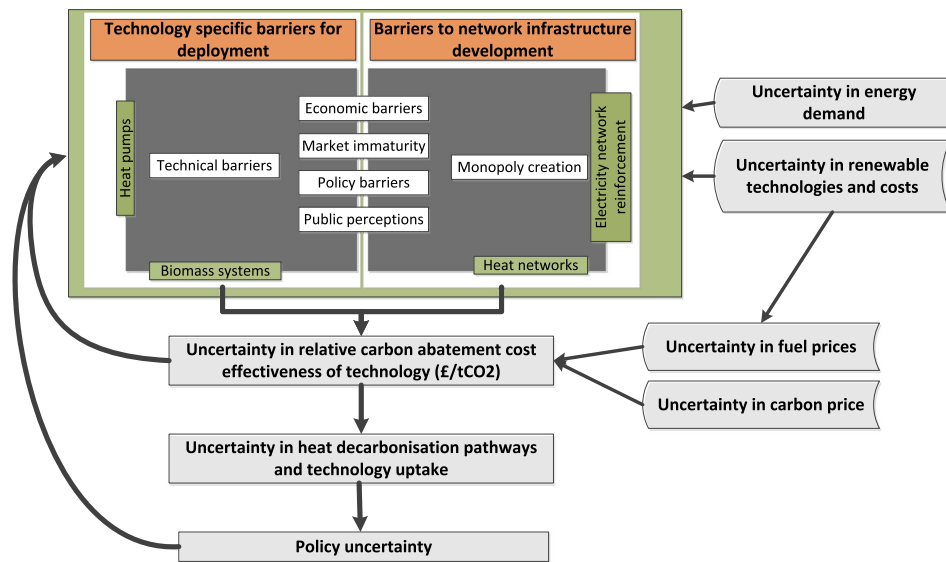 Technology specific barriers for
deployment
Barriers to network infrastructure
development
Economic barriers
Market immaturity
Policy barriers
Public perceptions
Technical barriers
Monopoly creation
Heat pumps
Electricity network
reinforcement
Biomass systems
Heat networks
Uncertainty in energy
demand
Uncertainty in renewable
technologies and costs
Uncertainty in relative carbon abatement cost
effectiveness of technology (£/tCO2)
Uncertainty in fuel prices
Uncertainty in carbon price
Uncertainty in heat decarbonisation pathways
and technology uptake
Policy uncertainty